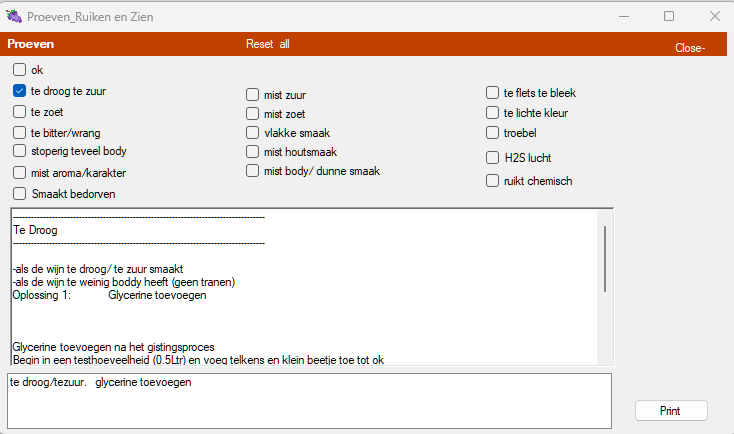 Proeven_Ruiken en Zien
Proeven Reset all Close-
ok
te droog te zuur
te zoet
te bitter/wrang
stoperig teveel body
mist aroma/karakter
Smaakt bedorven
mist zuur
mist zoet
vlakke smaak
mist houtsmaak
mist body/ dunne smaak
te flets te bleek
te lichte kleur
troebel
H2S lucht
ruikt chemisch
Te Droog
-als de wijn te droog/ te zuur smaakt
-als de wijn te weinig boddy heeft (geen tranen)
Oplossing 1: Glycerine toevoegen
Glycerine toevoegen na het gistingsproces
Begin in een testhoeveelheid (0.5Ltr) en voeg telkens en klein beetje toe tot ok
te droog/tezuur. glycerine toevoegen
Print